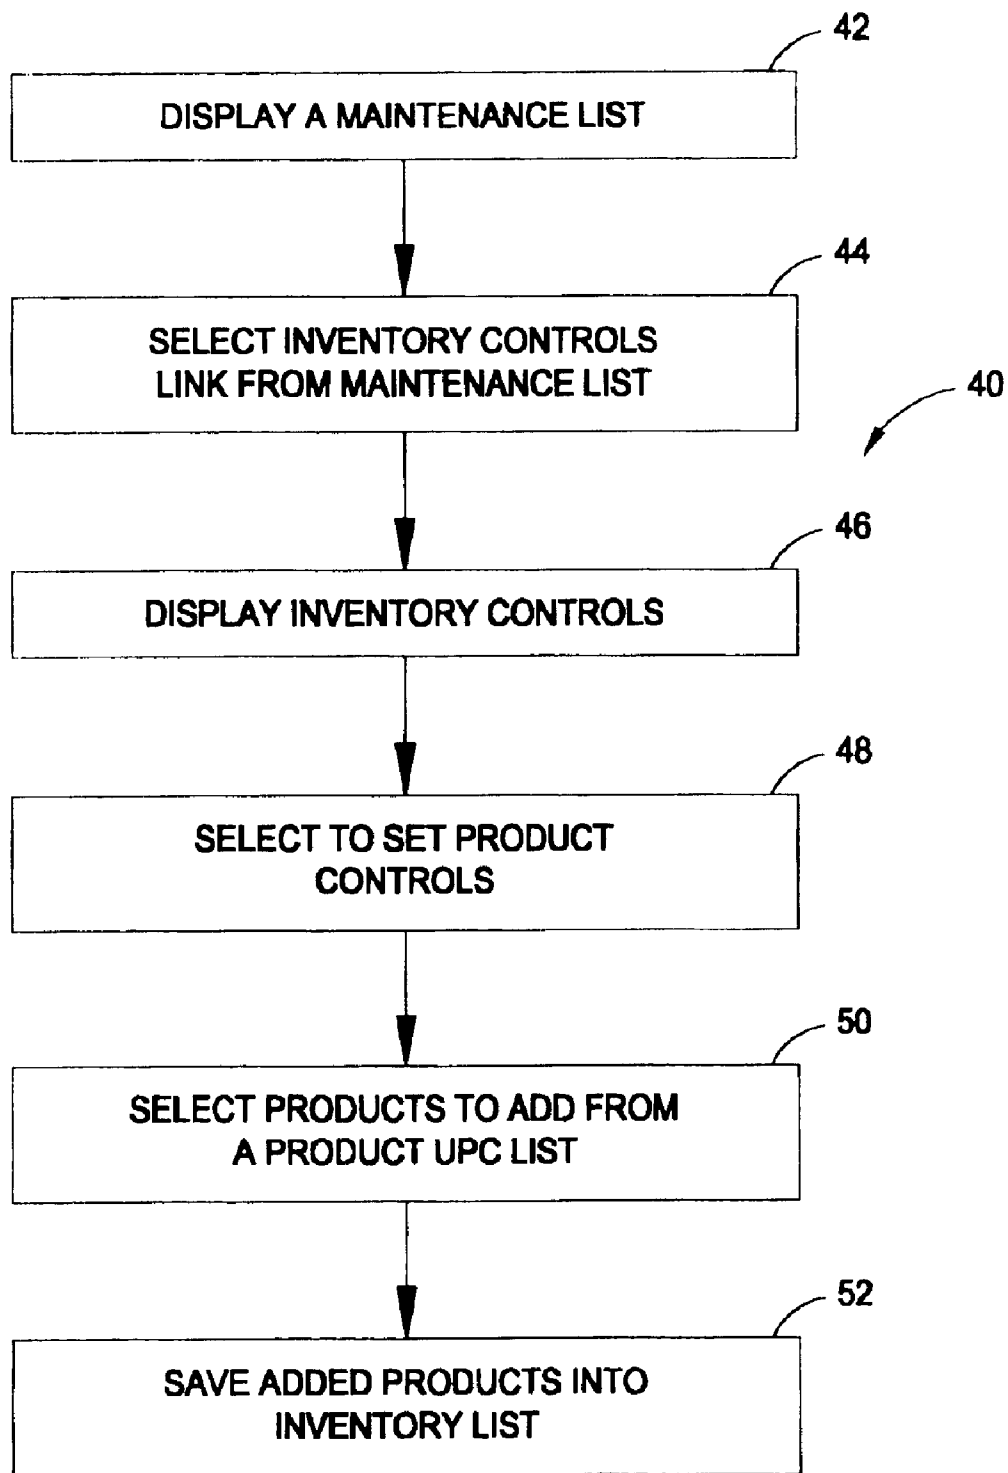 42
DISPLAY A MAINTENANCE LIST
44
SELECT INVENTORY CONTROLS
LINK FROM MAINTENANCE LIST
40
46
DISPLAY INVENTORY CONTROLS
48
SELECT TO SET PRODUCT
CONTROLS
50
SELECT PRODUCTS TO ADD FROM
A PRODUCT UPC LIST
52
SAVE ADDED PRODUCTS INTO
INVENTORY LIST